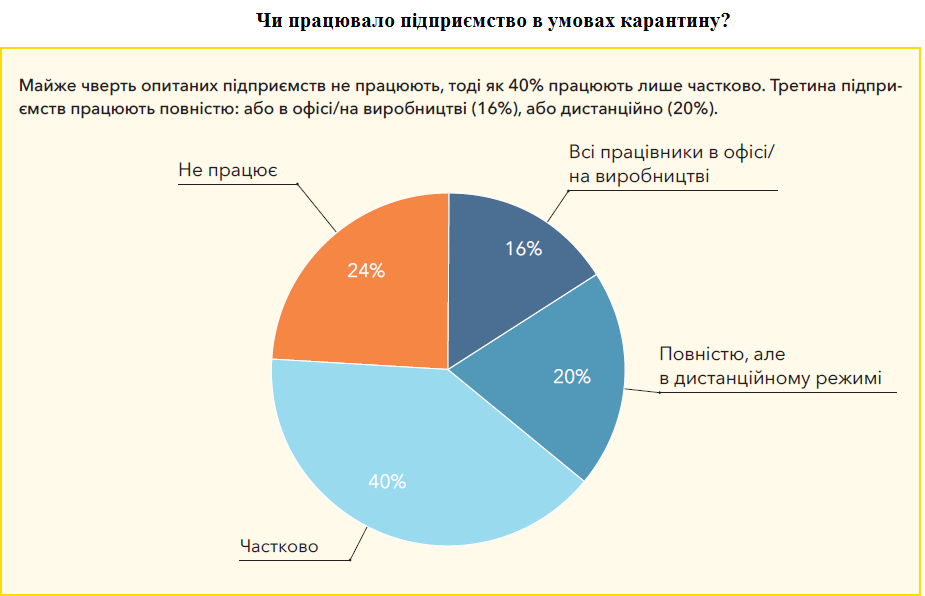 Чи працювало підприємство в умовах карантину?
Майже чверть опитаних підприємств не працюють, тоді як 40% працюють лише частково. Третина підпри-
ємств працюють повністю: або в офісі/на виробництві (16%), або дистанційно (20%).
Всі працівники в офісі/
на виробництві
Не працює
16%
24%
Повністю, але
в дистанційному режимі
20%
40%
Частково